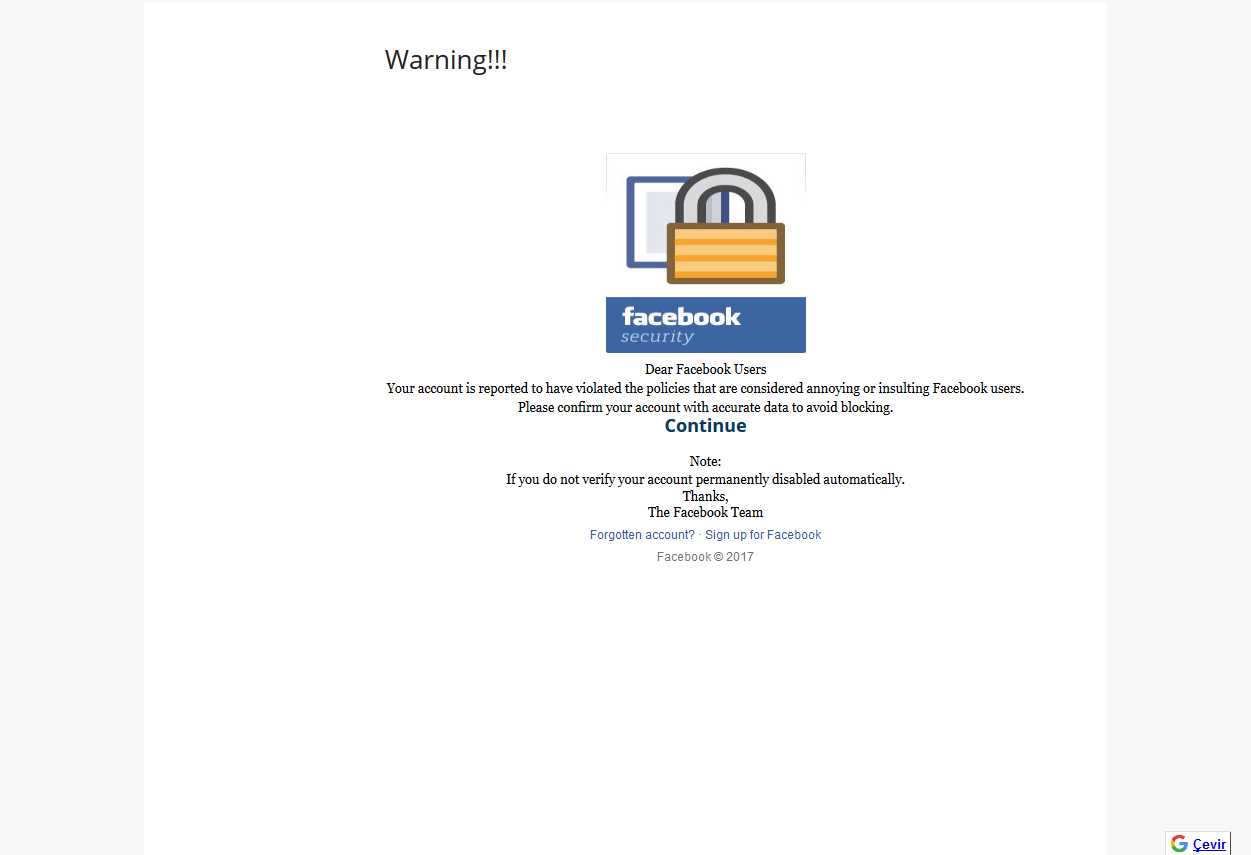 Warning!!!
facebook
security
Dear Facebook Users
Your account is reported to have violated the policies that are considered annoying or insulting Facebook users.
Please confirm your account with accurate data to avoid blocking.
Continue
Note:
If you do not verify your account permanently disabled automatically.
Thanks,
The Facebook Team
Forgotten account? · Sign up for Facebook
Facebook © 2017
G Çevir